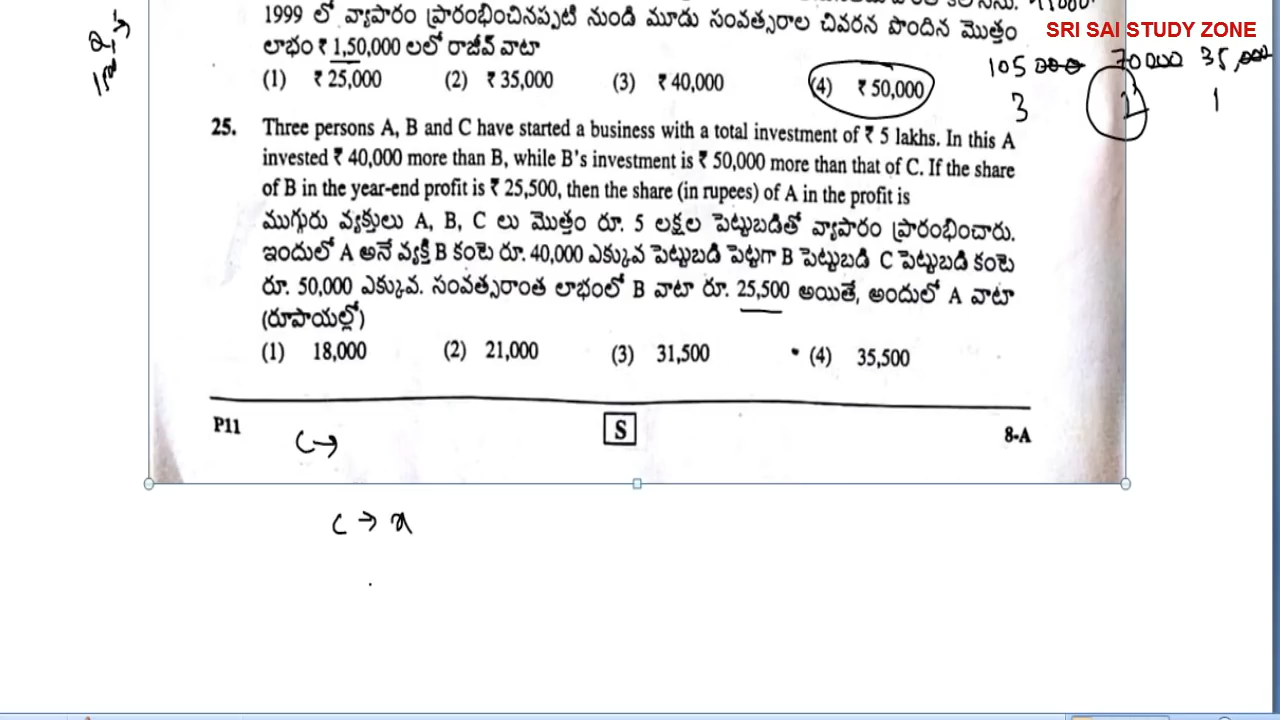 SRI SAI STUDY ZONE
1999 లో వ్యాపారం ప్రారంభించినప్పటి నుండి మూడు సంవత్సరాల చివరన పొందిన మొత్తం
లాభం ₹ 1,50,000 లలో రాజీవ్ వాటా
(1) ₹ 25,000 (2) ₹ 35,000 (3) ₹ 40,000 (4) ₹ 50,000
105000 70000 35,000
3 2 1
25. Three persons A, B and C have started a business with a total investment of ₹ 5 lakhs. In this A
invested ₹ 40,000 more than B, while B's investment is ₹ 50,000 more than that of C. If the share
of B in the year-end profit is ₹ 25,500, then the share (in rupees) of A in the profit is
ముగ్గురు వ్యక్తులు A, B, C లు మొత్తం రూ. 5 లక్షల పెట్టుబడితో వ్యాపారం ప్రారంభించారు.
ఇందులో A అనే వ్యక్తి B కంటె రూ. 40,000 ఎక్కువ పెట్టుబడి పెట్టగా B పెట్టుబడి C పెట్టుబడి కంటె
రూ. 50,000 ఎక్కువ. సంవత్సరాంత లాభంలో B వాటా రూ. 25,500 అయితే, అందులో A వాటా
(రూపాయల్లో)
(1) 18,000 (2) 21,000 (3) 31,500 (4) 35,500
P11 S 8-A
C →
C → x